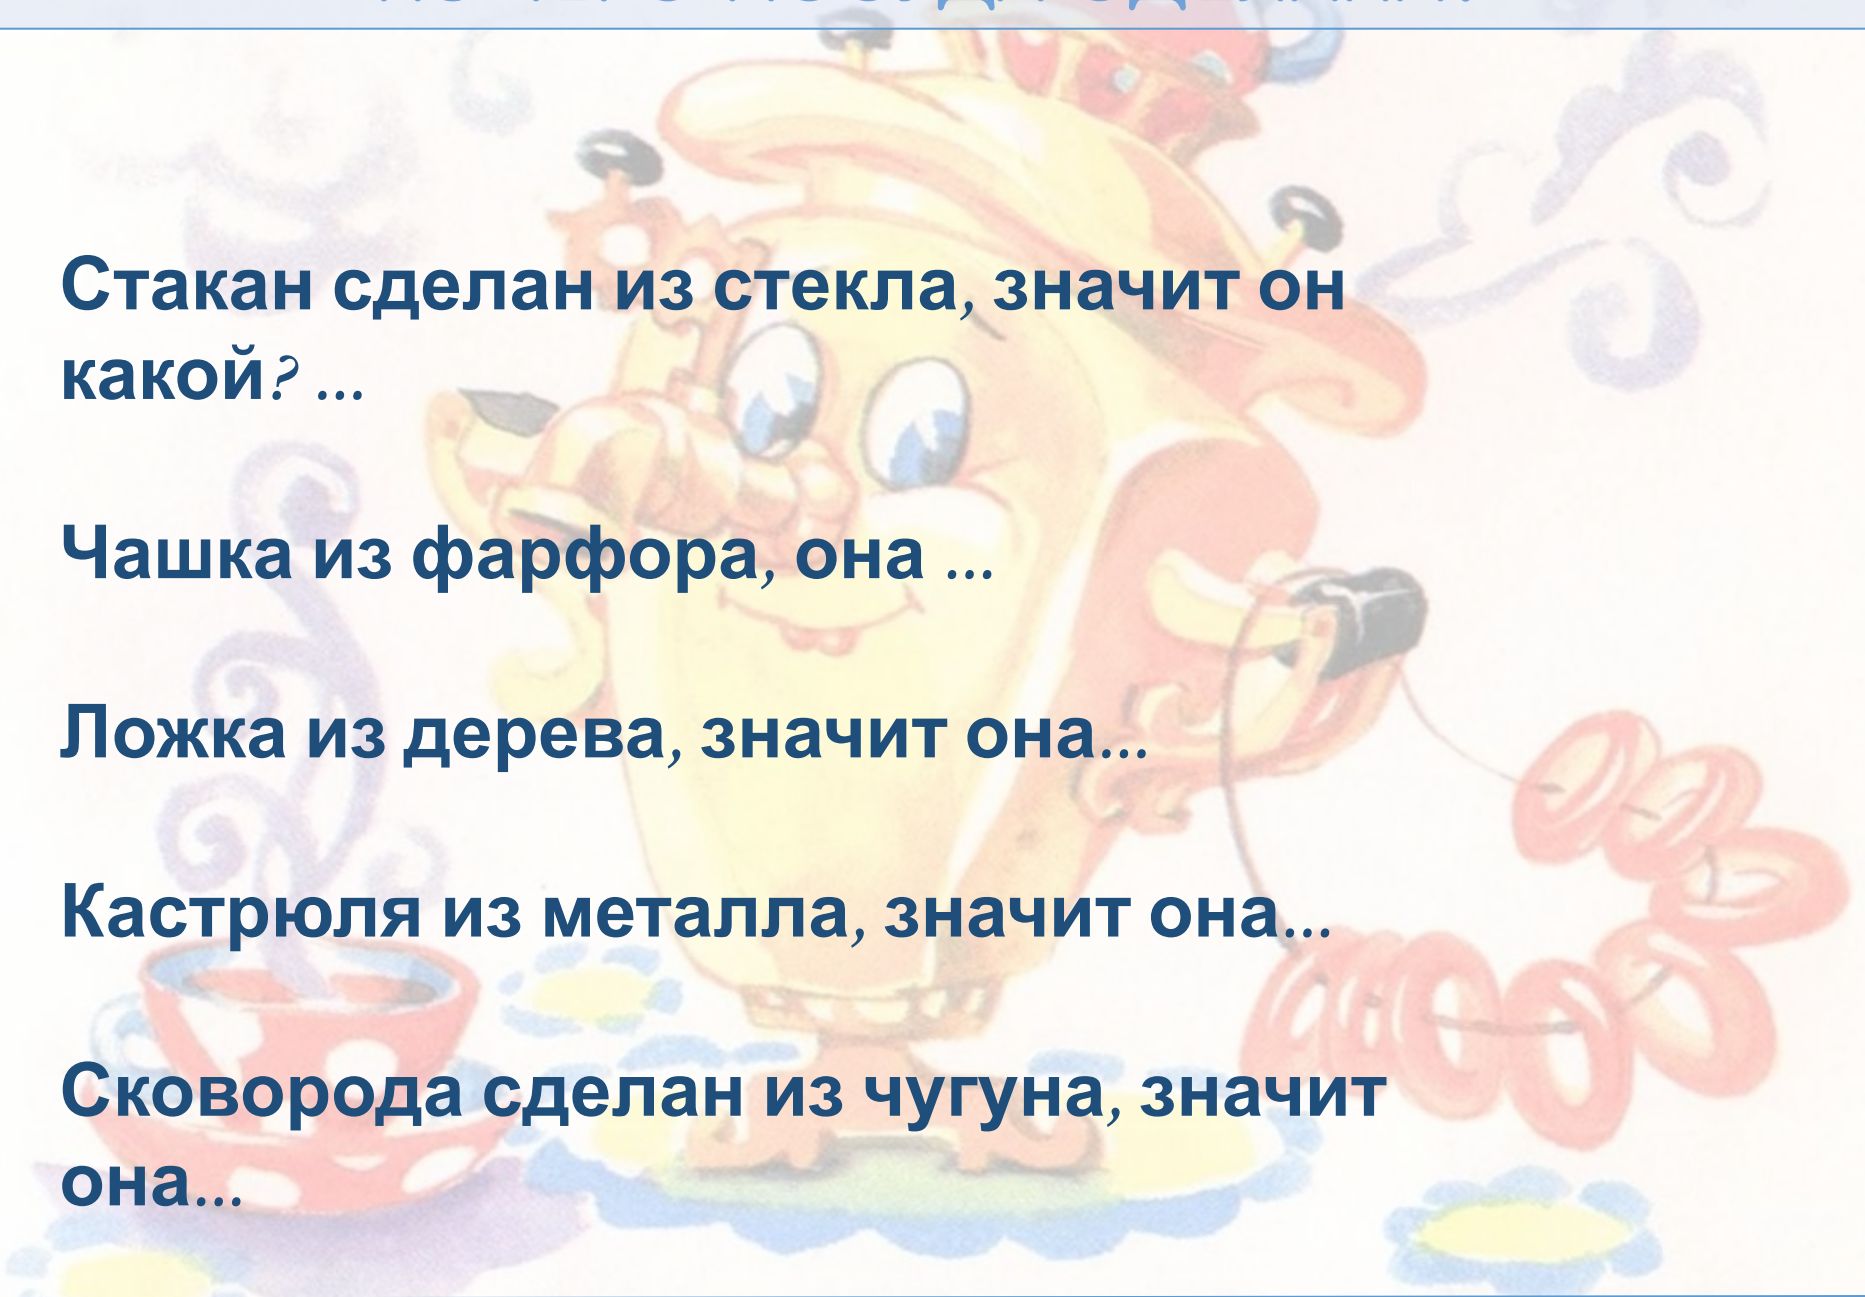 Стакан сделан из стекла, значит он
какой? ...
Чашка из фарфора, она ...
Ложка из дерева, значит она...
Кастрюля из металла, значит она...
Сковорода сделан из чугуна, значит
она...